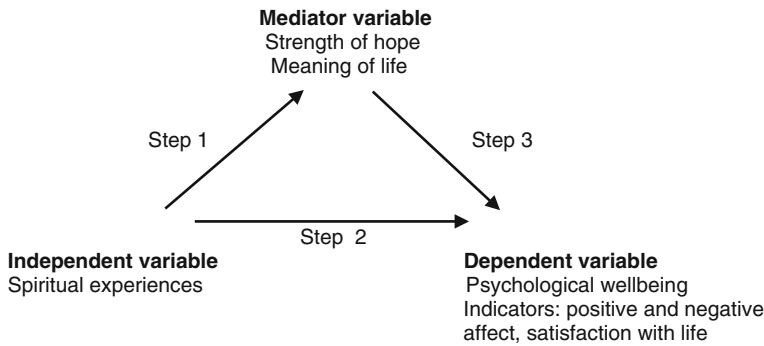 Mediator variable
Strength of hope
Meaning of life
Step 1
Step 3
Step 2
Independent variable
Spiritual experiences
Dependent variable
Psychological wellbeing
Indicators: positive and negative
affect, satisfaction with life